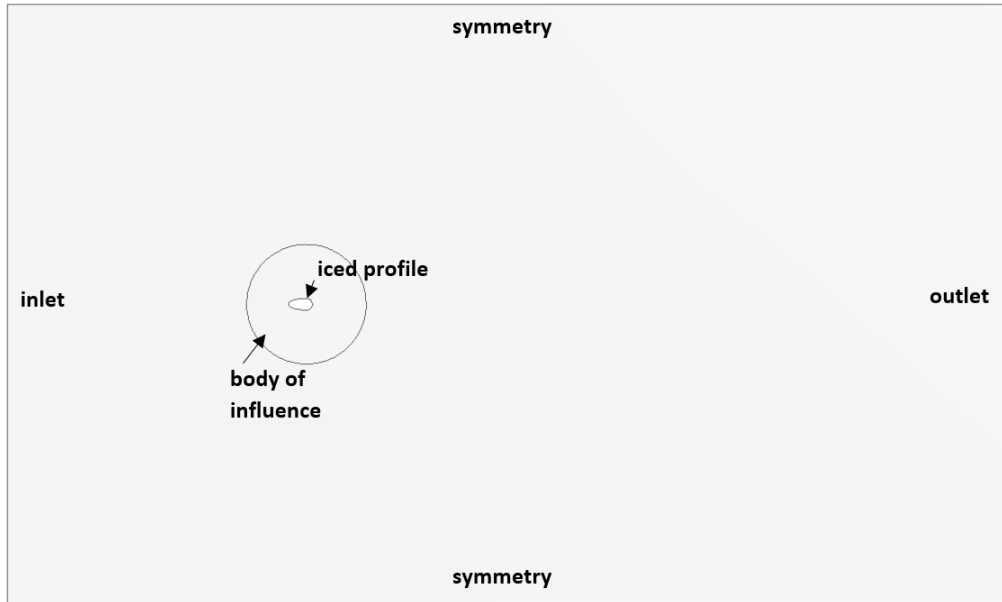 symmetry
iced profile
inlet
outlet
body of
influence
symmetry